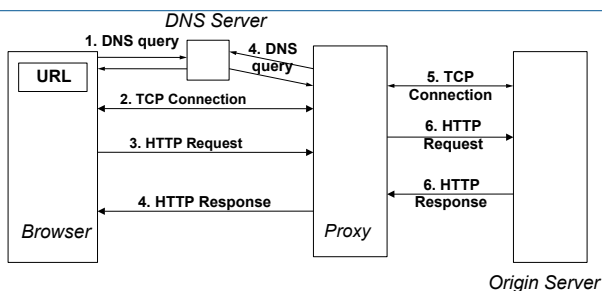 DNS Server
1. DNS query
4. DNS
query
URL
5. TCP
Connection
2. TCP Connection
6. HTTP
Request
3. HTTP Request
6. HTTP
Response
4. HTTP Response
Browser
Proxy
Origin Server